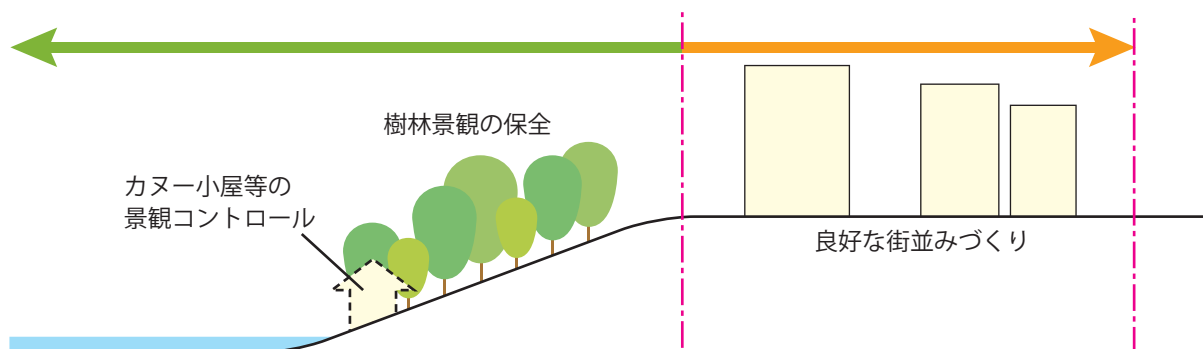 樹林景観の保全
カヌー小屋等の
景観コントロール
良好な街並みづくり